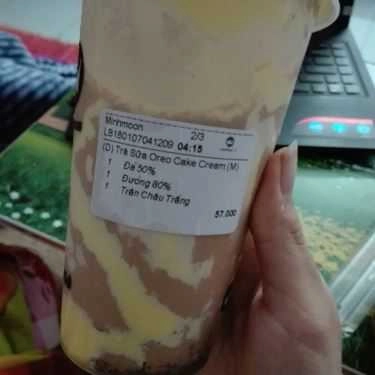 Minmoon 2/3
LB180107041209 04:15
(D) Trà Sữa Oreo Cake Cream (M)
1 Đá 50%
1 Đường 80%
1 Trân Châu Trắng
57,000